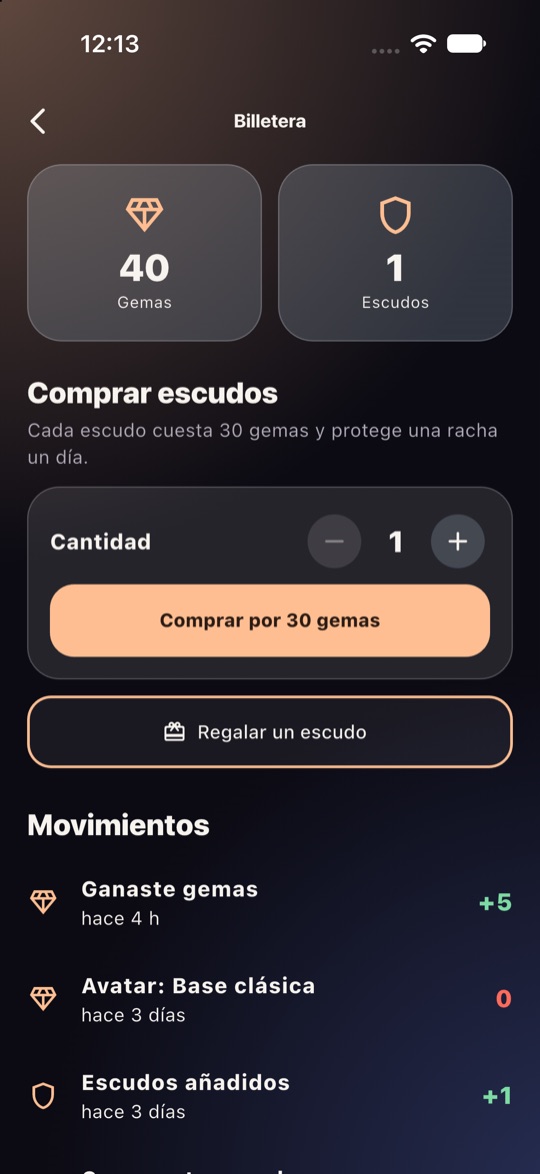 12:13
Billetera
40
Gemas
1
Escudos
Comprar escudos
Cada escudo cuesta 30 gemas y protege una racha
un día.
Cantidad
1
Comprar por 30 gemas
Regalar un escudo
Movimientos
Ganaste gemas
hace 4 h
+5
Avatar: Base clásica
hace 3 días
0
Escudos añadidos
hace 3 días
+1